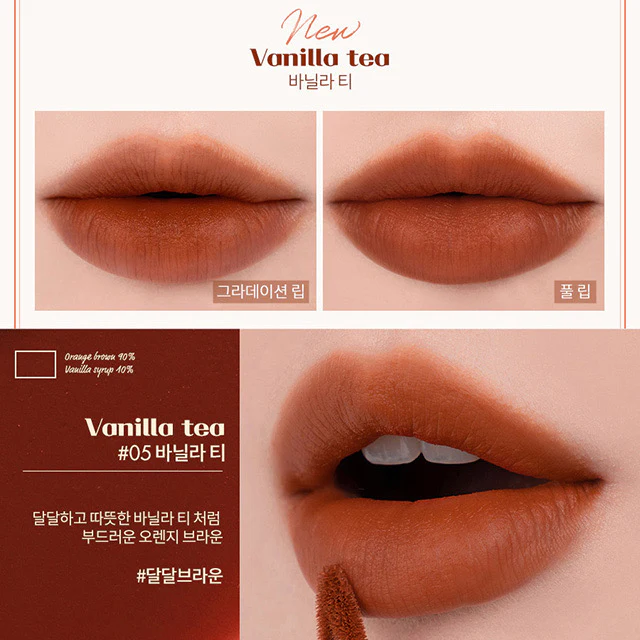 New
Vanilla tea
바닐라 티
그라데이션 립
풀 립
Orange brown 90%
Vanilla syrup 10%
Vanilla tea
#05 바닐라 티
달달하고 따뜻한 바닐라 티 처럼
부드러운 오렌지 브라운
#달달브라운